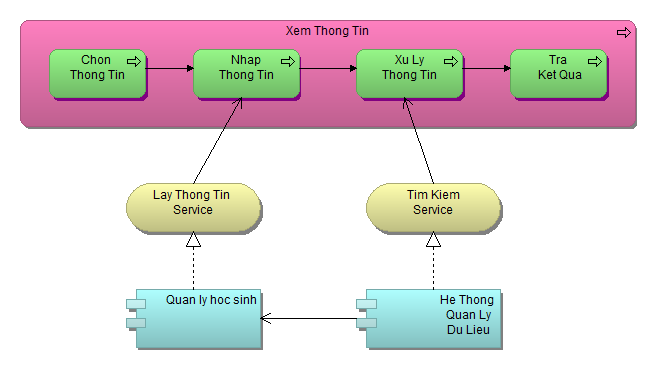 Xem Thong Tin
Chon
Thong Tin
Nhap
Thong Tin
Xu Ly
Thong Tin
Tra
Ket Qua
Lay Thong Tin
Service
Tim Kiem
Service
Quan ly hoc sinh
He Thong
Quan Ly
Du Lieu